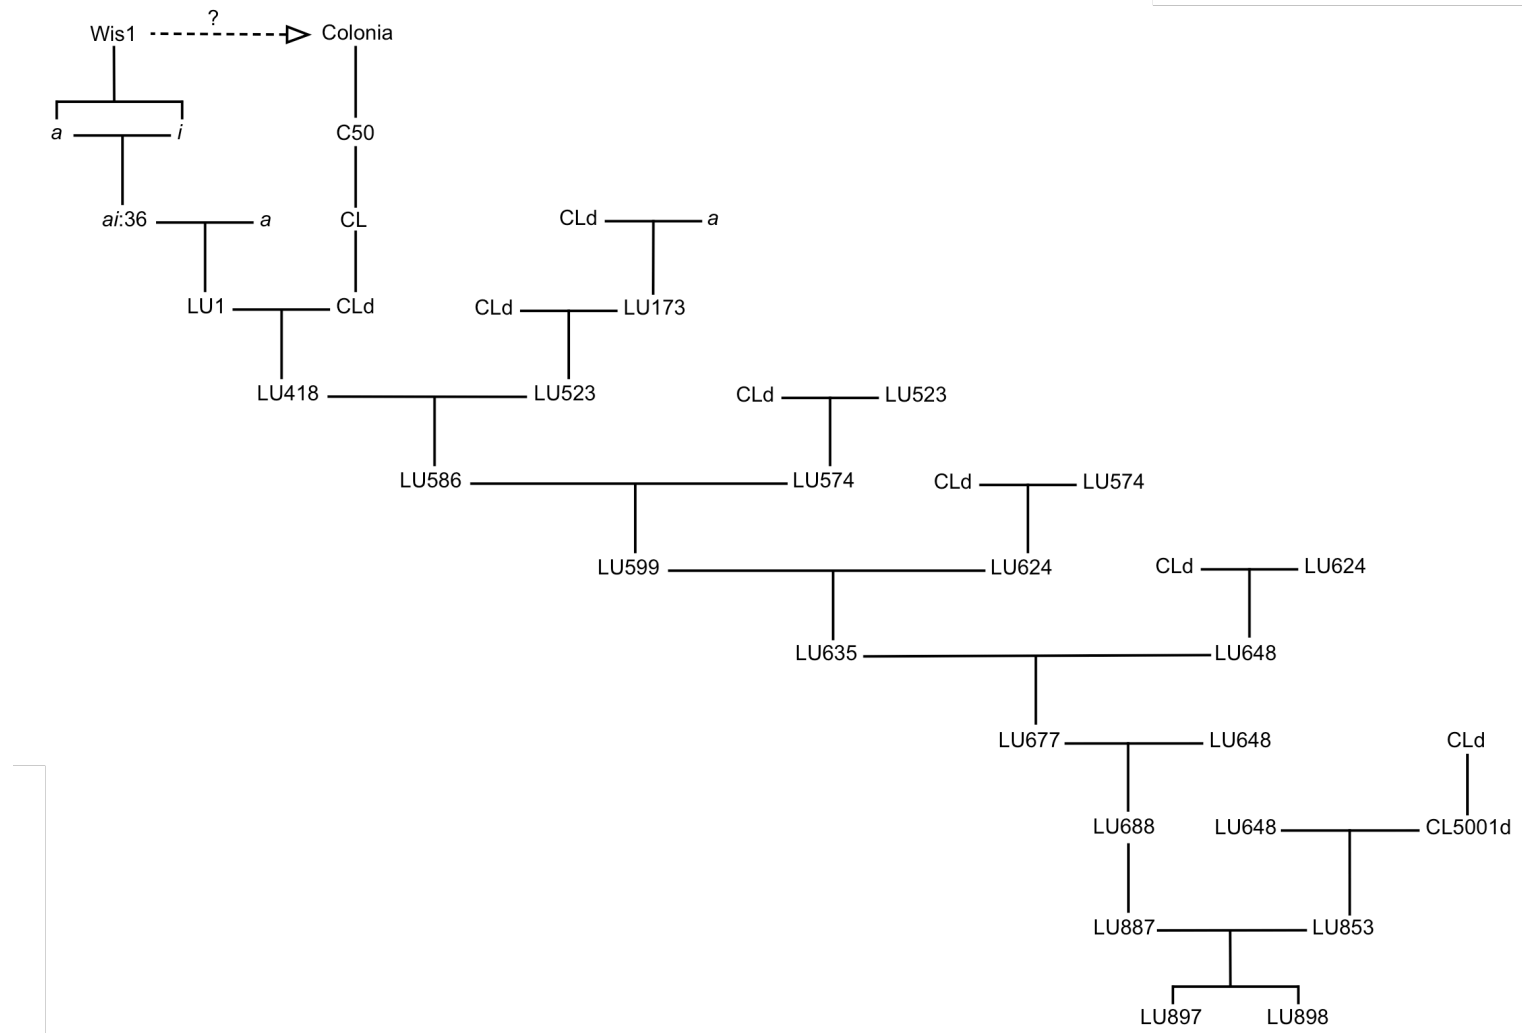 ?
Wis1 Colonia
a i C50
ai:36 a CL CLd a
LU1 CLd CLd LU173
LU418 LU523 CLd LU523
LU586 LU574 CLd LU574
LU599 LU624 CLd LU624
LU635 LU648
LU677 LU648 CLd
LU688 LU648 CL5001d
LU887 LU853
LU897 LU898